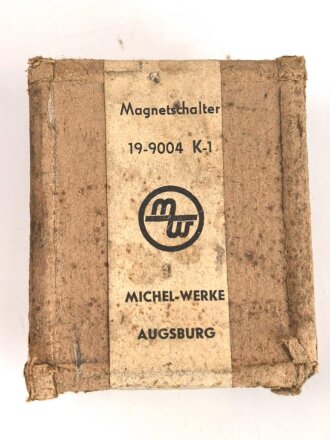 Magnetschalter
19-9004 K-1
MW
MICHEL-WERKE
AUGSBURG